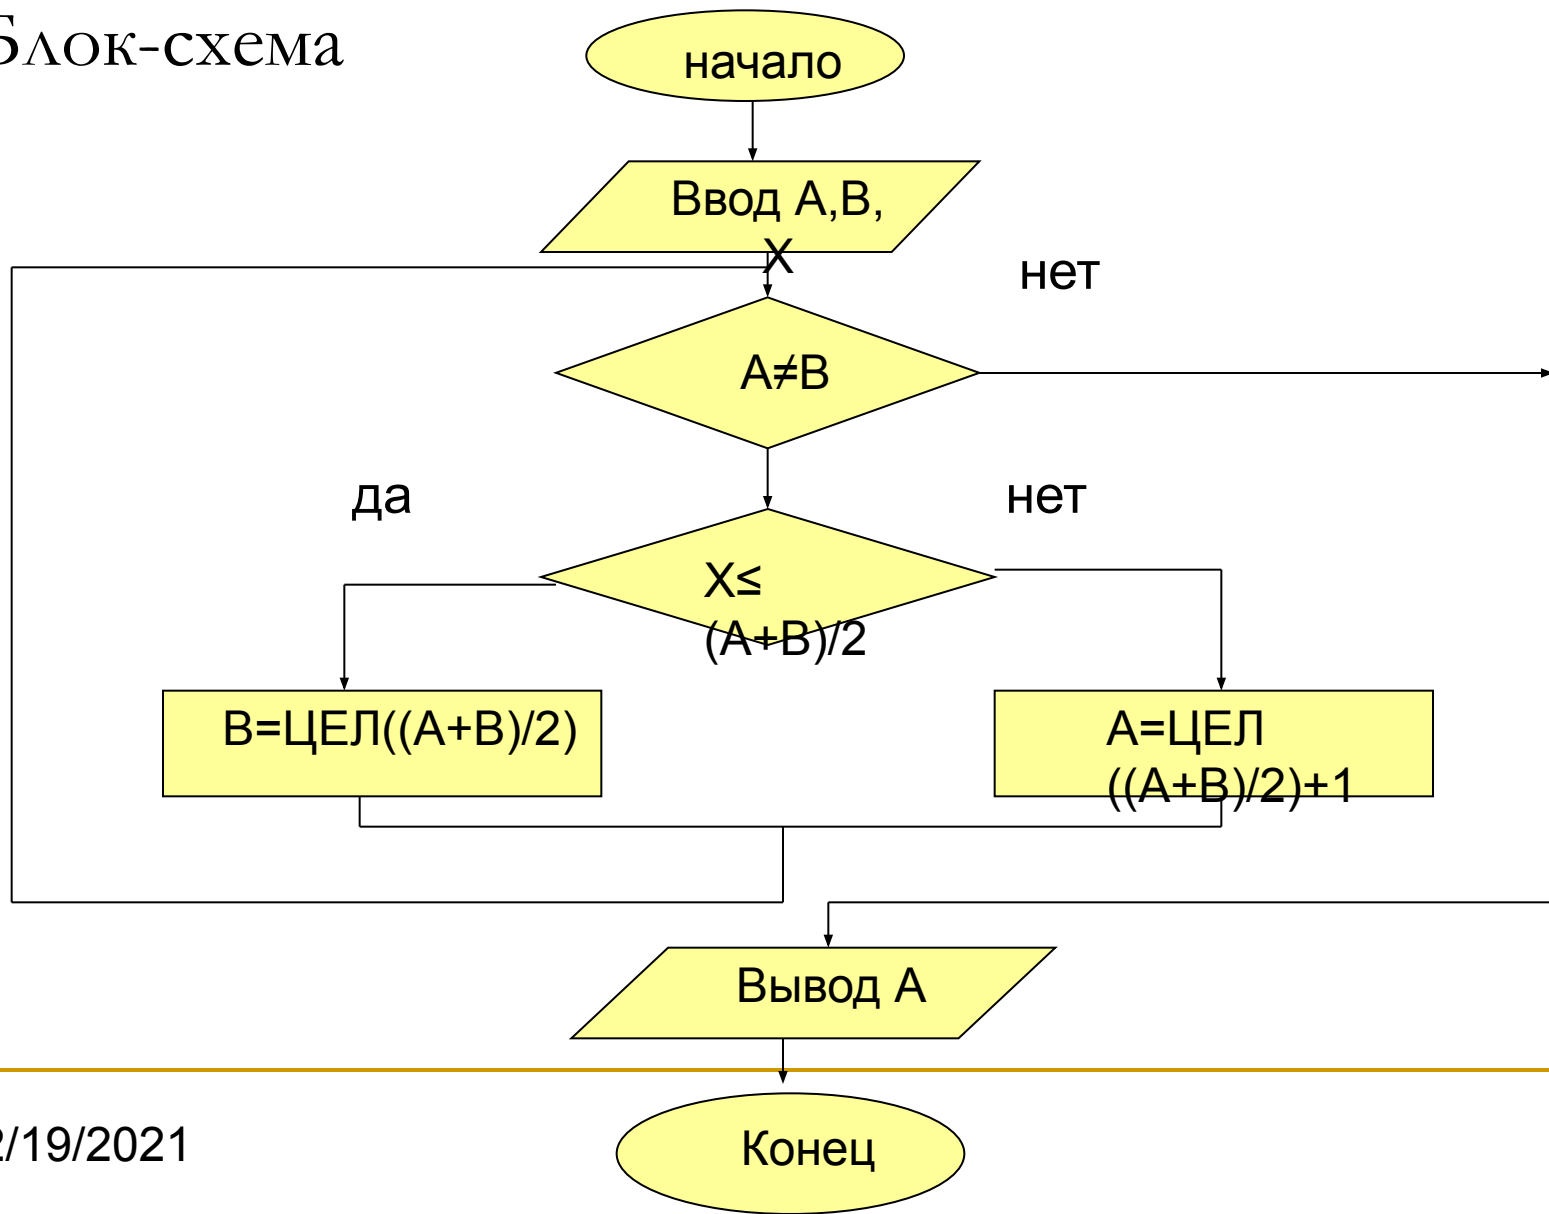 Блок-схема
начало
Ввод А,В,
Х
нет
А≠В
да
нет
Х≤
(А+В)/2
В=ЦЕЛ((А+В)/2)
А=ЦЕЛ
((А+В)/2)+1
Вывод А
2/19/2021
Конец